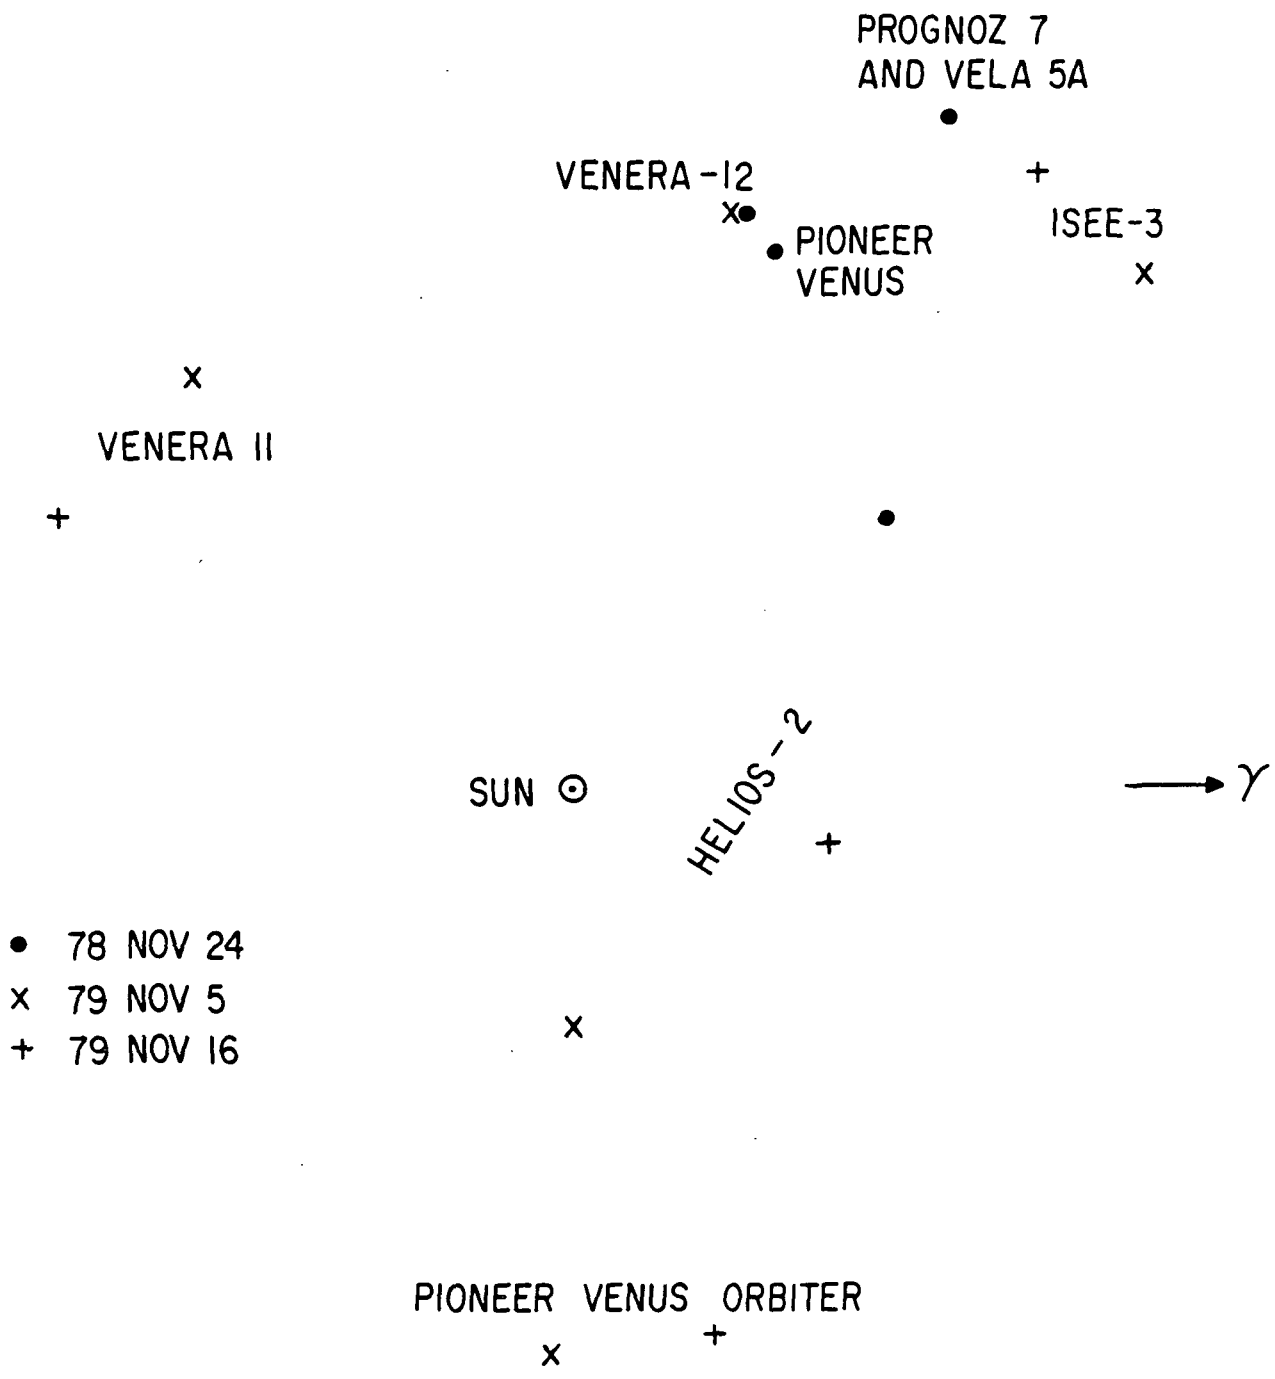 PROGNOZ 7
AND VELA 5A
VENERA-12
PIONEER
VENUS
ISEE-3
VENERA 11
HELIOS-2
SUN
γ
78 NOV 24
79 NOV 5
79 NOV 16
PIONEER VENUS ORBITER